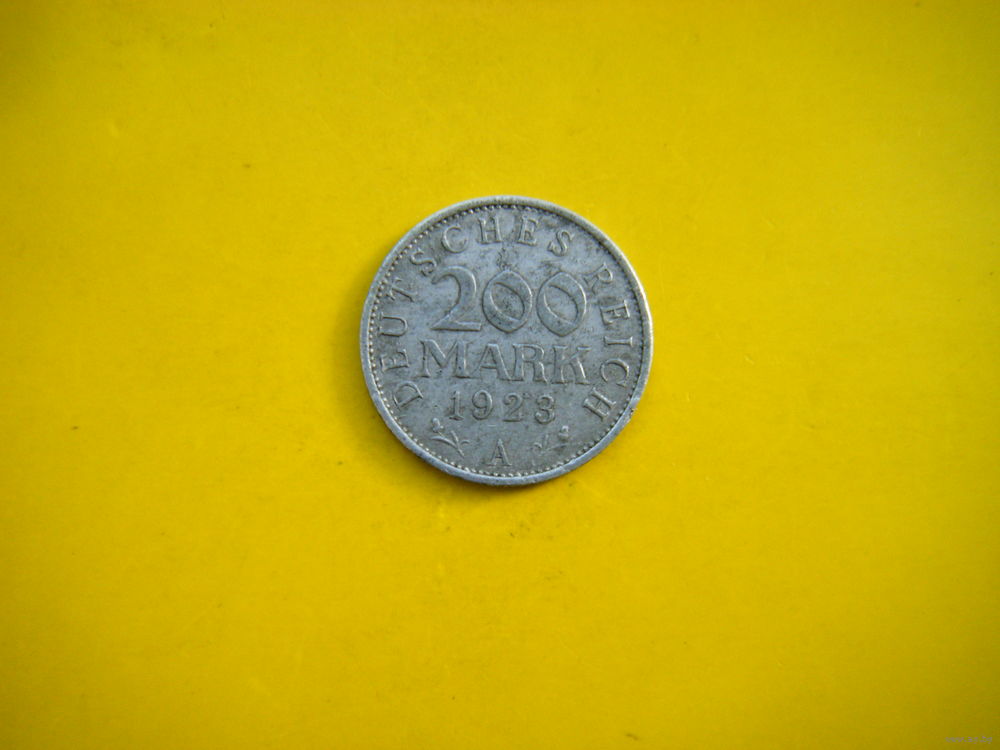 DEUTSCHES REICH
200
MARK
1923
A